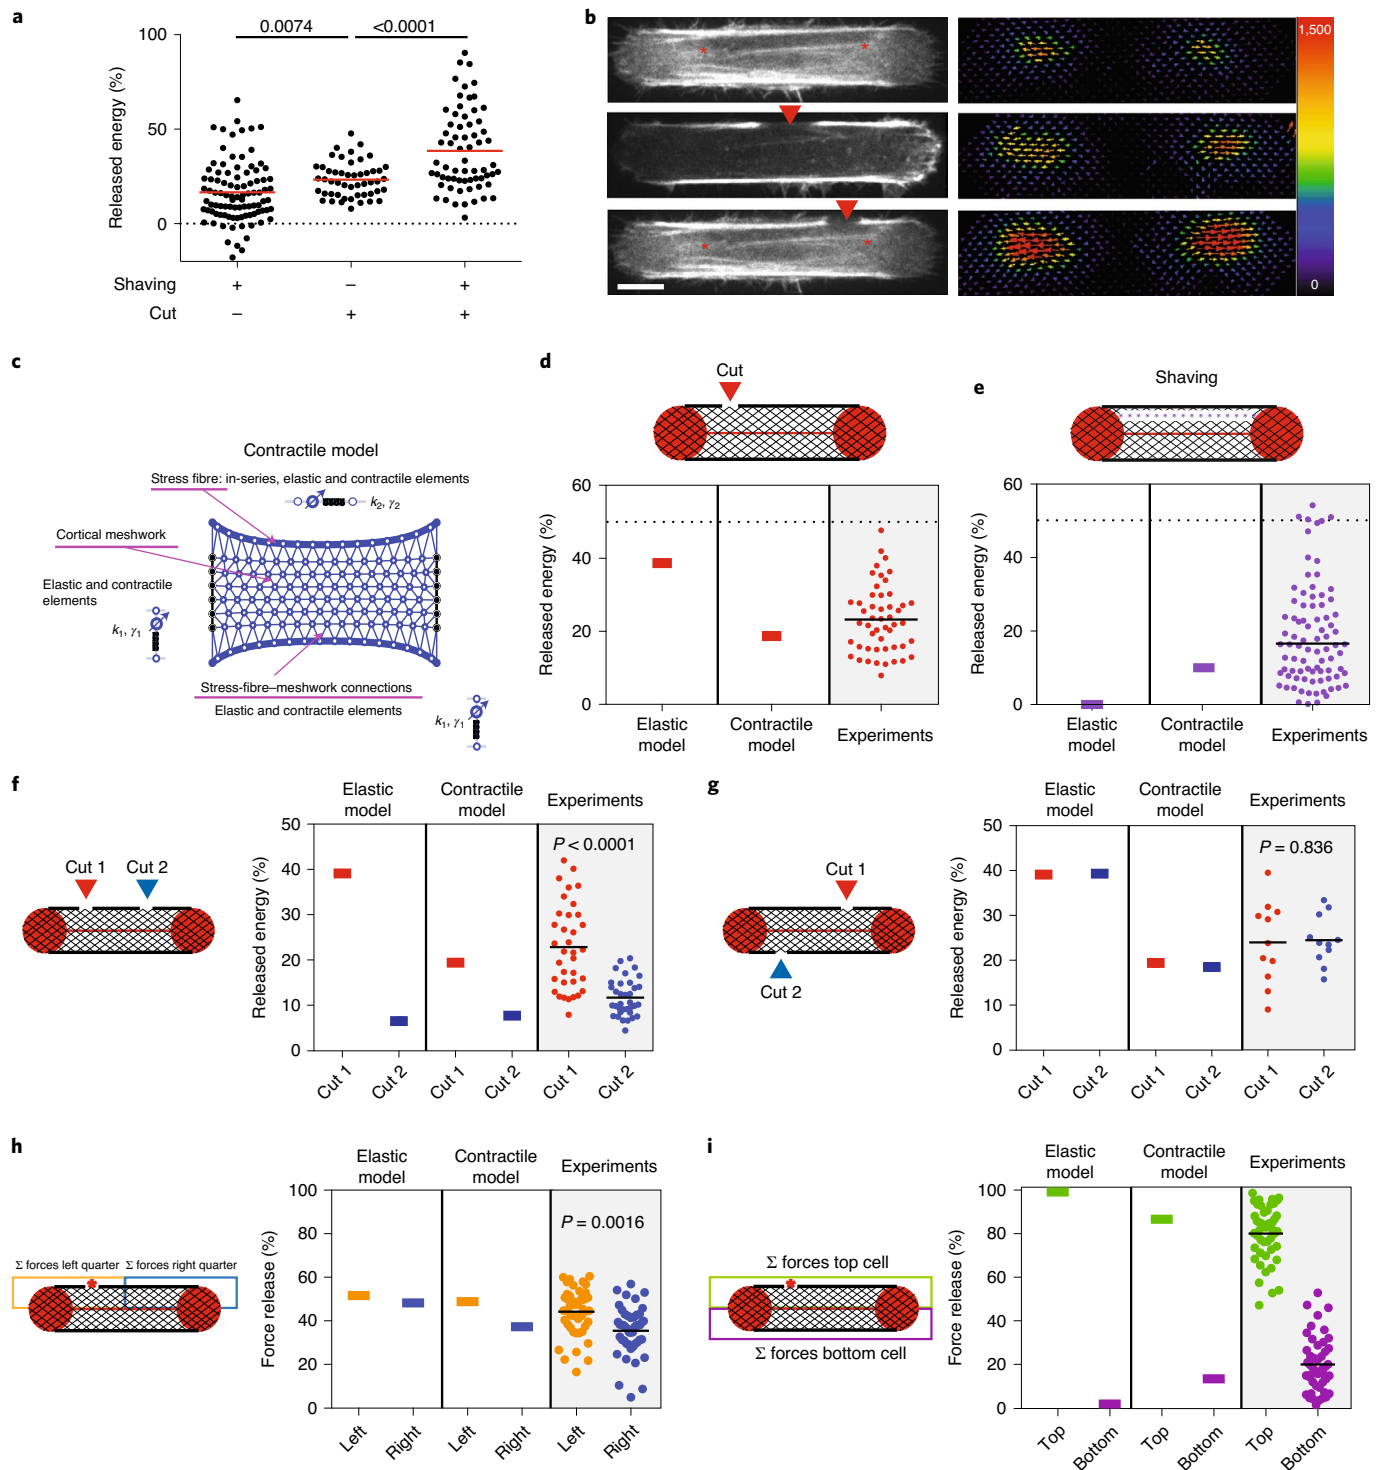 a
0.0074
<0.0001
100
50
0
Released energy (%)
Shaving
+
–
+
Cut
–
+
+
b
1,500
0
c
Contractile model
Stress fibre: in-series, elastic and contractile elements
k2, γ2
Cortical meshwork
Elastic and contractile
elements
k1, γ1
Stress-fibre–meshwork connections
Elastic and contractile elements
k1, γ1
d
Cut
60
40
20
0
Released energy (%)
Elastic
model
Contractile
model
Experiments
e
Shaving
60
40
20
0
Released energy (%)
Elastic
model
Contractile
model
Experiments
f
Cut 1
Cut 2
Elastic
model
Contractile
model
Experiments
P < 0.0001
50
40
30
20
10
0
Released energy (%)
Cut 1
Cut 2
Cut 1
Cut 2
Cut 1
Cut 2
g
Cut 1
Cut 2
Elastic
model
Contractile
model
Experiments
P = 0.836
50
40
30
20
10
0
Released energy (%)
Cut 1
Cut 2
Cut 1
Cut 2
Cut 1
Cut 2
h
Σ forces left quarter
Σ forces right quarter
Elastic
model
Contractile
model
Experiments
P = 0.0016
100
80
60
40
20
0
Force release (%)
Left
Right
Left
Right
Left
Right
i
Σ forces top cell
Σ forces bottom cell
Elastic
model
Contractile
model
Experiments
100
80
60
40
20
0
Force release (%)
Top
Bottom
Top
Bottom
Top
Bottom